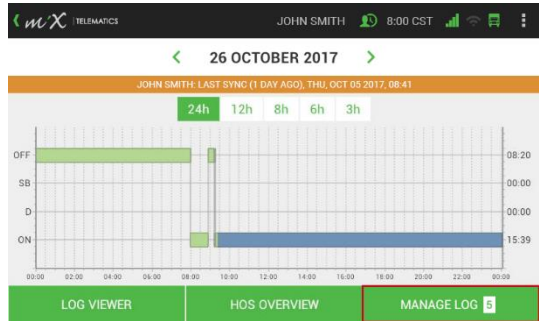 miX TELEMATICS JOHN SMITH 8:00 CST
26 OCTOBER 2017
JOHN SMITH: LAST SYNC (1 DAY AGO), THU, OCT 05 2017, 08:41
24h 12h 8h 6h 3h
OFF 08:20
SB 00:00
D 00:00
ON 15:39
00:00 02:00 04:00 06:00 08:00 10:00 12:00 14:00 16:00 18:00 20:00 22:00 00:00
LOG VIEWER HOS OVERVIEW MANAGE LOG 5